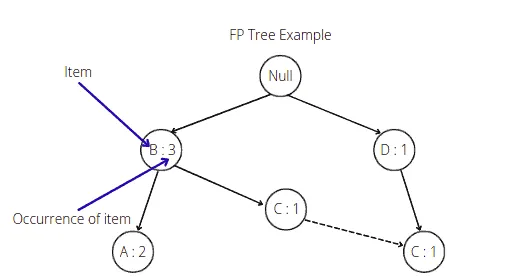 FP Tree Example
Item
Null
B : 3
D : 1
Occurrence of item
C : 1
A : 2
C : 1